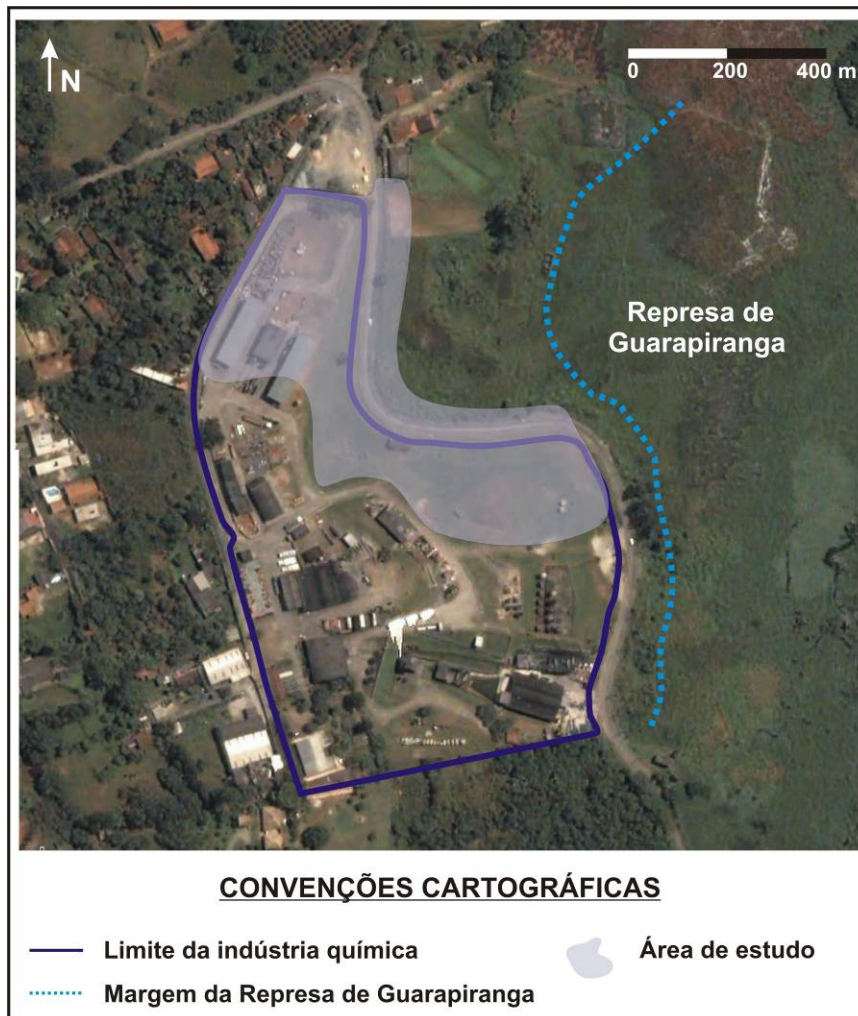 N
0 200 400 m
Represa de
Guarapiranga
CONVENÇÕES CARTOGRÁFICAS
Limite da indústria química
Área de estudo
Margem da Represa de Guarapiranga